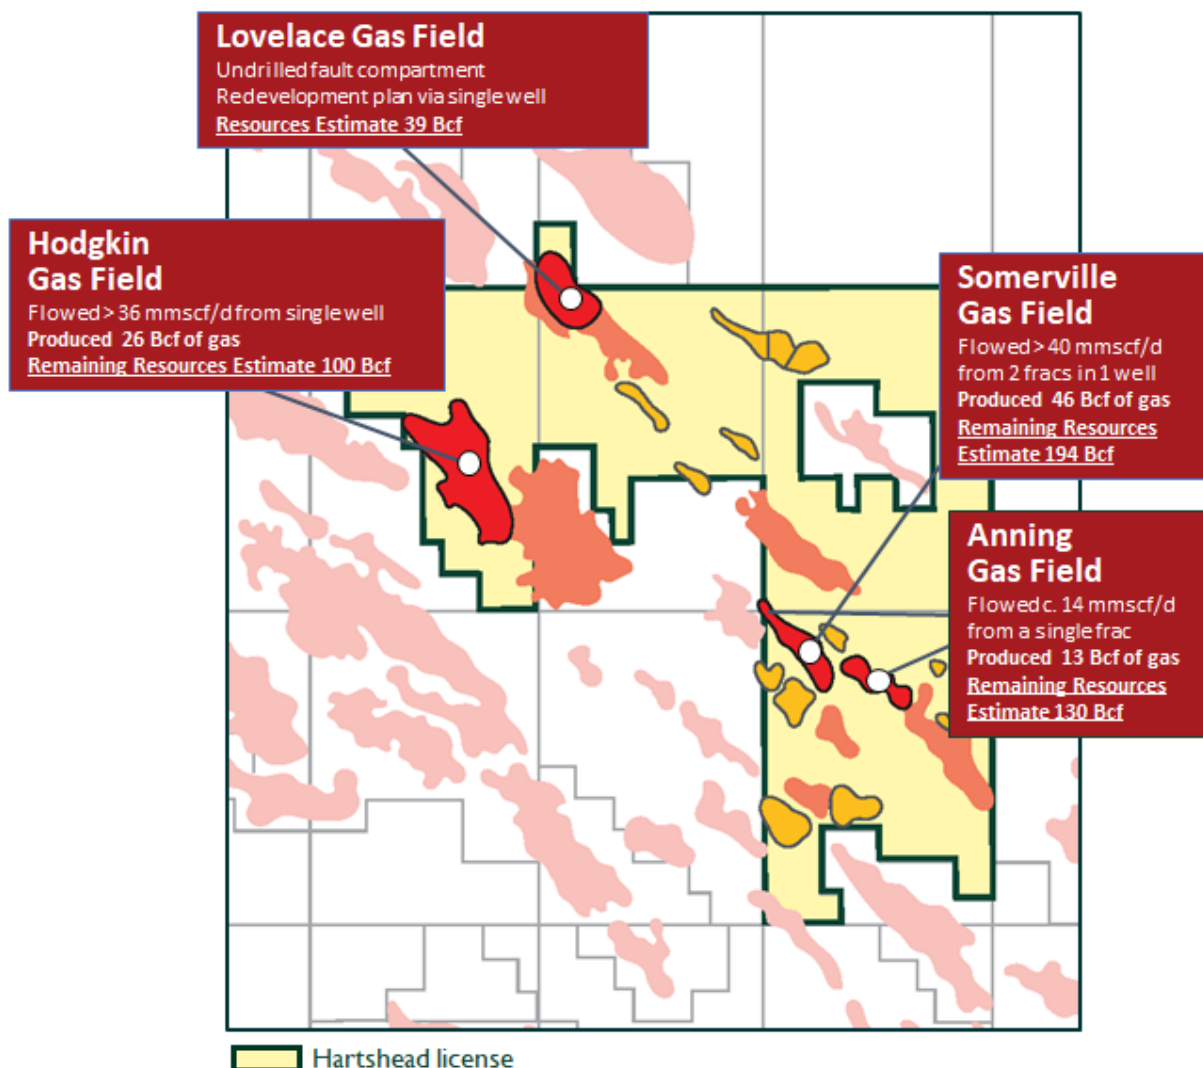 Lovelace Gas Field
Undrilled fault compartment
Redevelopment plan via single well
Resources Estimate 39 Bcf
Hodgkin
Gas Field
Flowed > 36 mmscf/d from single well
Produced 26 Bcf of gas
Remaining Resources Estimate 100 Bcf
Somerville
Gas Field
Flowed > 40 mmscf/d
from 2 fracs in 1 well
Produced 46 Bcf of gas
Remaining Resources
Estimate 194 Bcf
Anning
Gas Field
Flowed c. 14 mmscf/d
from a single frac
Produced 13 Bcf of gas
Remaining Resources
Estimate 130 Bcf
Hartshead license